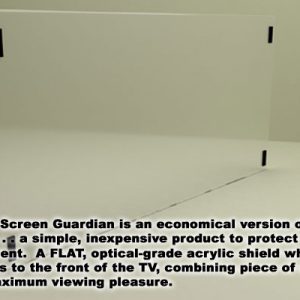 Screen Guardian is an economical version o
. . . a simple, inexpensive product to protect
ent. A FLAT, optical-grade acrylic shield wh
s to the front of the TV, combining piece of
aximum viewing pleasure.